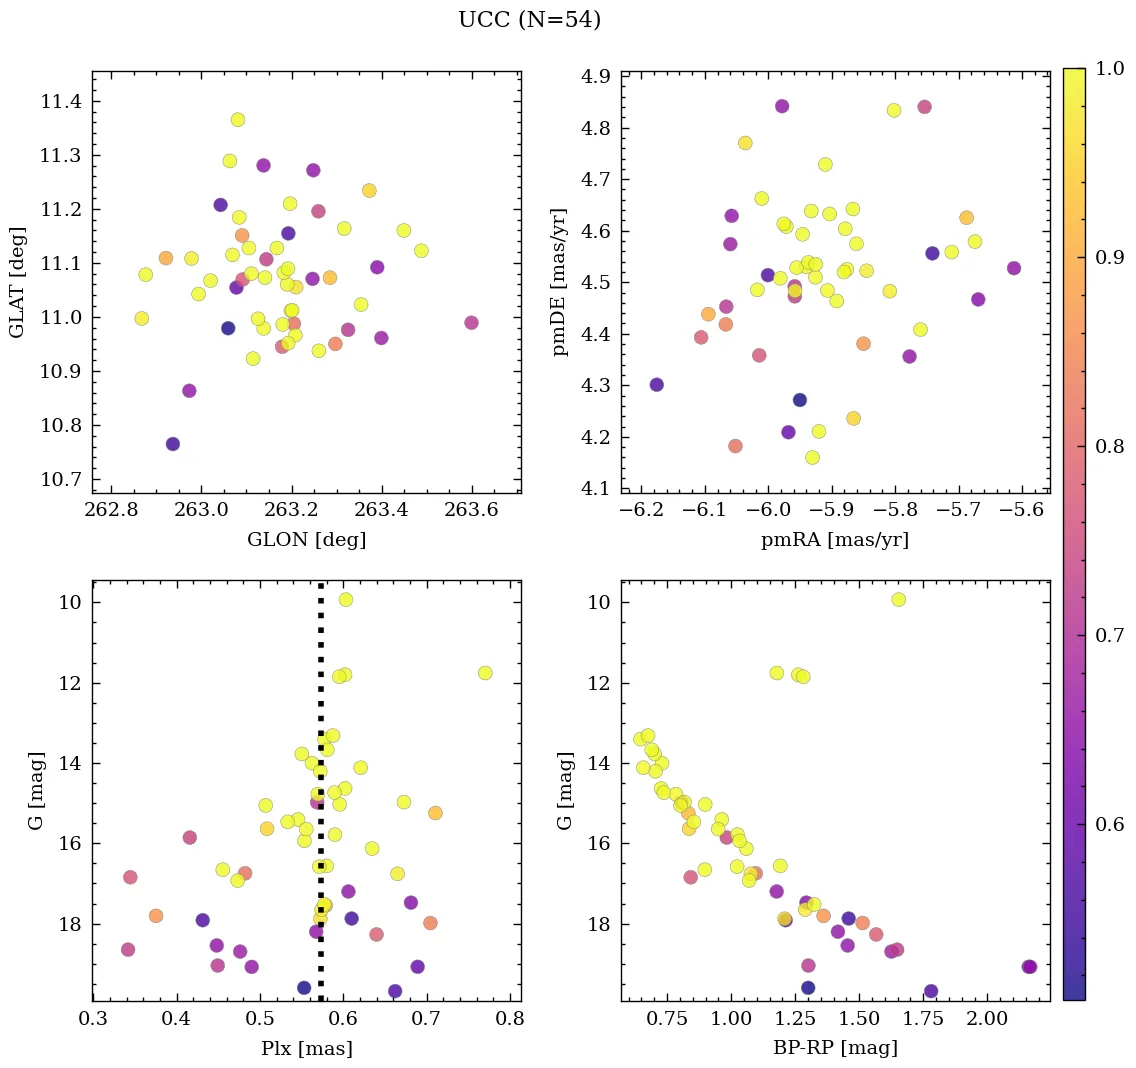 UCC (N=54)
11.4
11.3
11.2
11.1
11.0
10.9
10.8
10.7
GLAT [deg]
262.8 263.0 263.2 263.4 263.6
GLON [deg]
4.9
4.8
4.7
4.6
4.5
4.4
4.3
4.2
4.1
pmDE [mas/yr]
−6.2 −6.1 −6.0 −5.9 −5.8 −5.7 −5.6
pmRA [mas/yr]
10
12
14
16
18
G [mag]
0.3 0.4 0.5 0.6 0.7 0.8
Plx [mas]
10
12
14
16
18
G [mag]
0.75 1.00 1.25 1.50 1.75 2.00
BP-RP [mag]
1.0
0.9
0.8
0.7
0.6